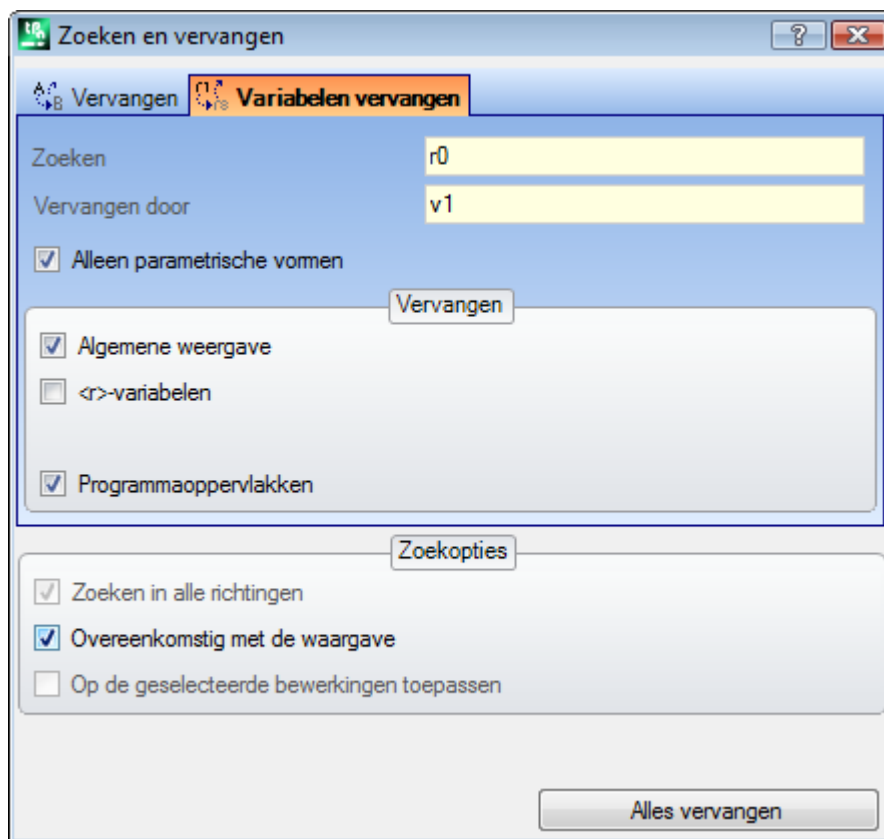 Zoeken en vervangen
Vervangen Variabelen vervangen
Zoeken r0
Vervangen door v1
Alleen parametrische vormen
Vervangen
Algemene weergave
<r>-variabelen
Programmaoppervlakken
Zoekopties
Zoeken in alle richtingen
Overeenkomstig met de waargave
Op de geselecteerde bewerkingen toepassen
Alles vervangen